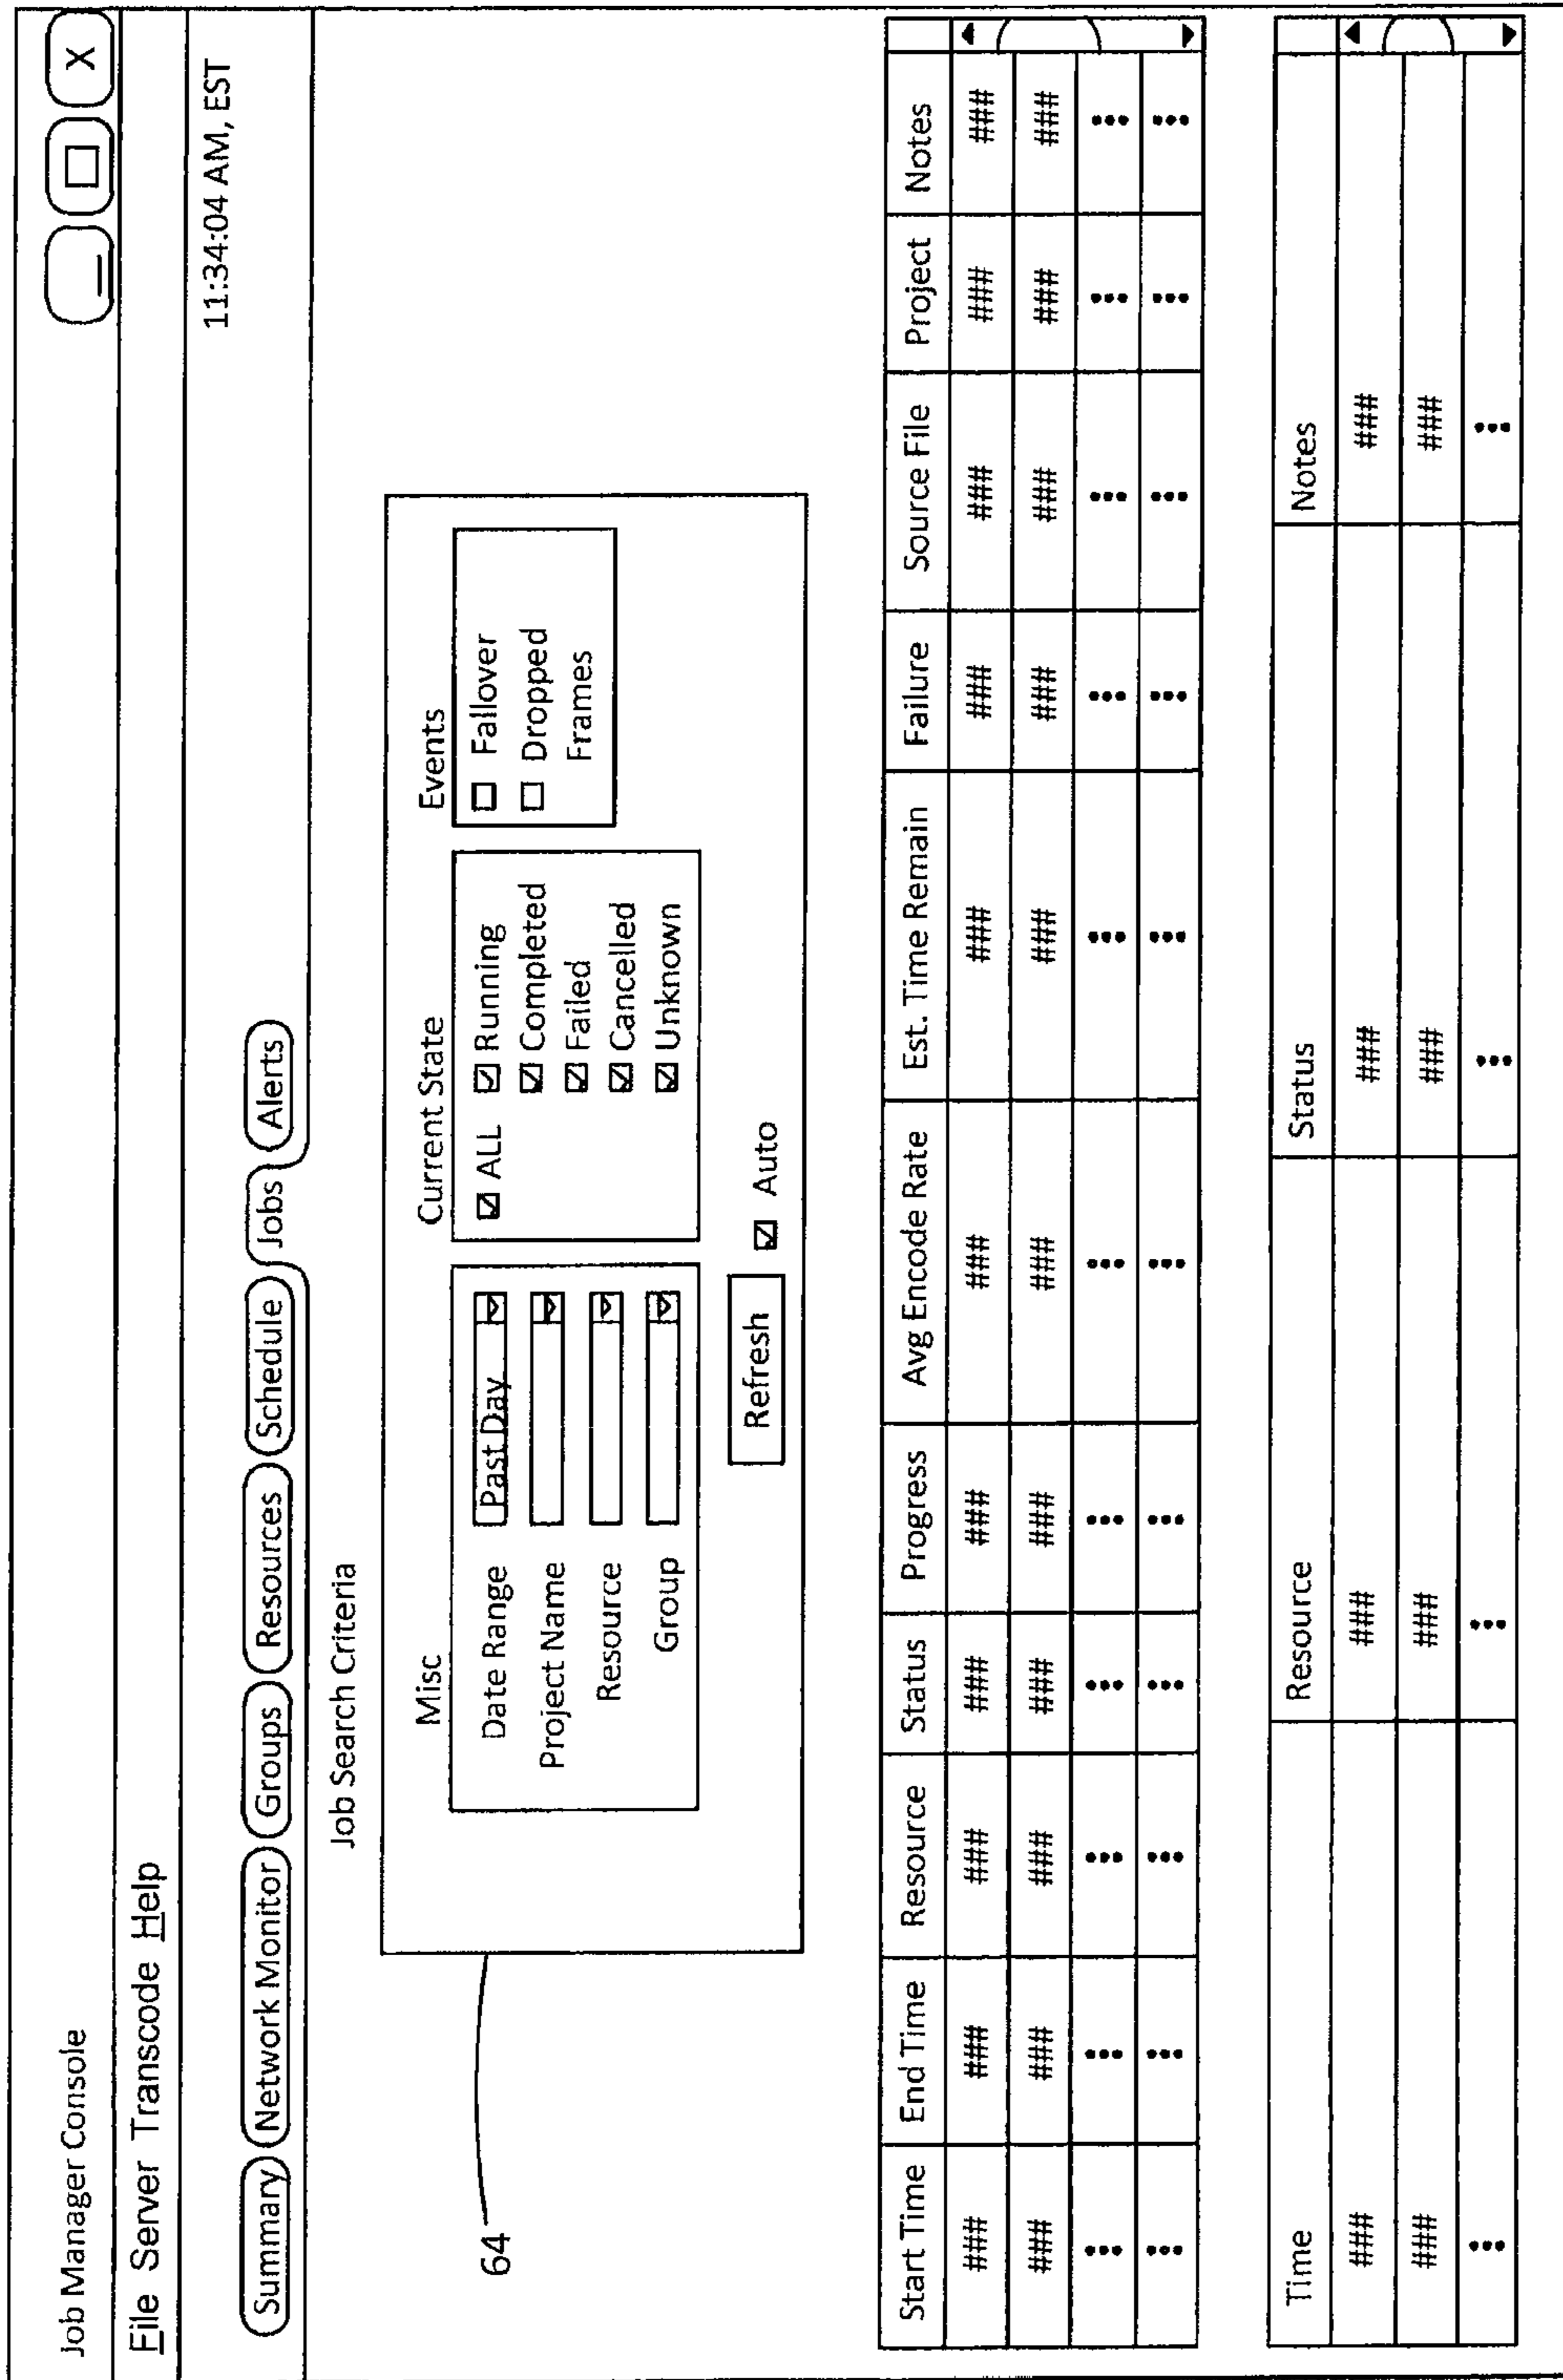 Job Manager Console
_ □ X
File Server Transcode Help
11:34:04 AM, EST
Summary Network Monitor Groups Resources Schedule Jobs Alerts
Job Search Criteria
64
Misc
Date Range Past Day
Project Name
Resource
Group
Current State
ALL Running
Completed
Failed
Cancelled
Unknown
Events
Fallover
Dropped
Frames
Refresh Auto
Start Time End Time Resource Status Progress Avg Encode Rate Est. Time Remain Failure Source File Project Notes
### ### ### ### ### ### ### ### ### ### ###
### ### ### ### ### ### ### ### ### ### ###
... ... ... ... ... ... ... ... ... ... ...
... ... ... ... ... ... ... ... ... ... ...
Time Resource Status Notes
### ### ### ###
### ### ### ###
... ... ... ...